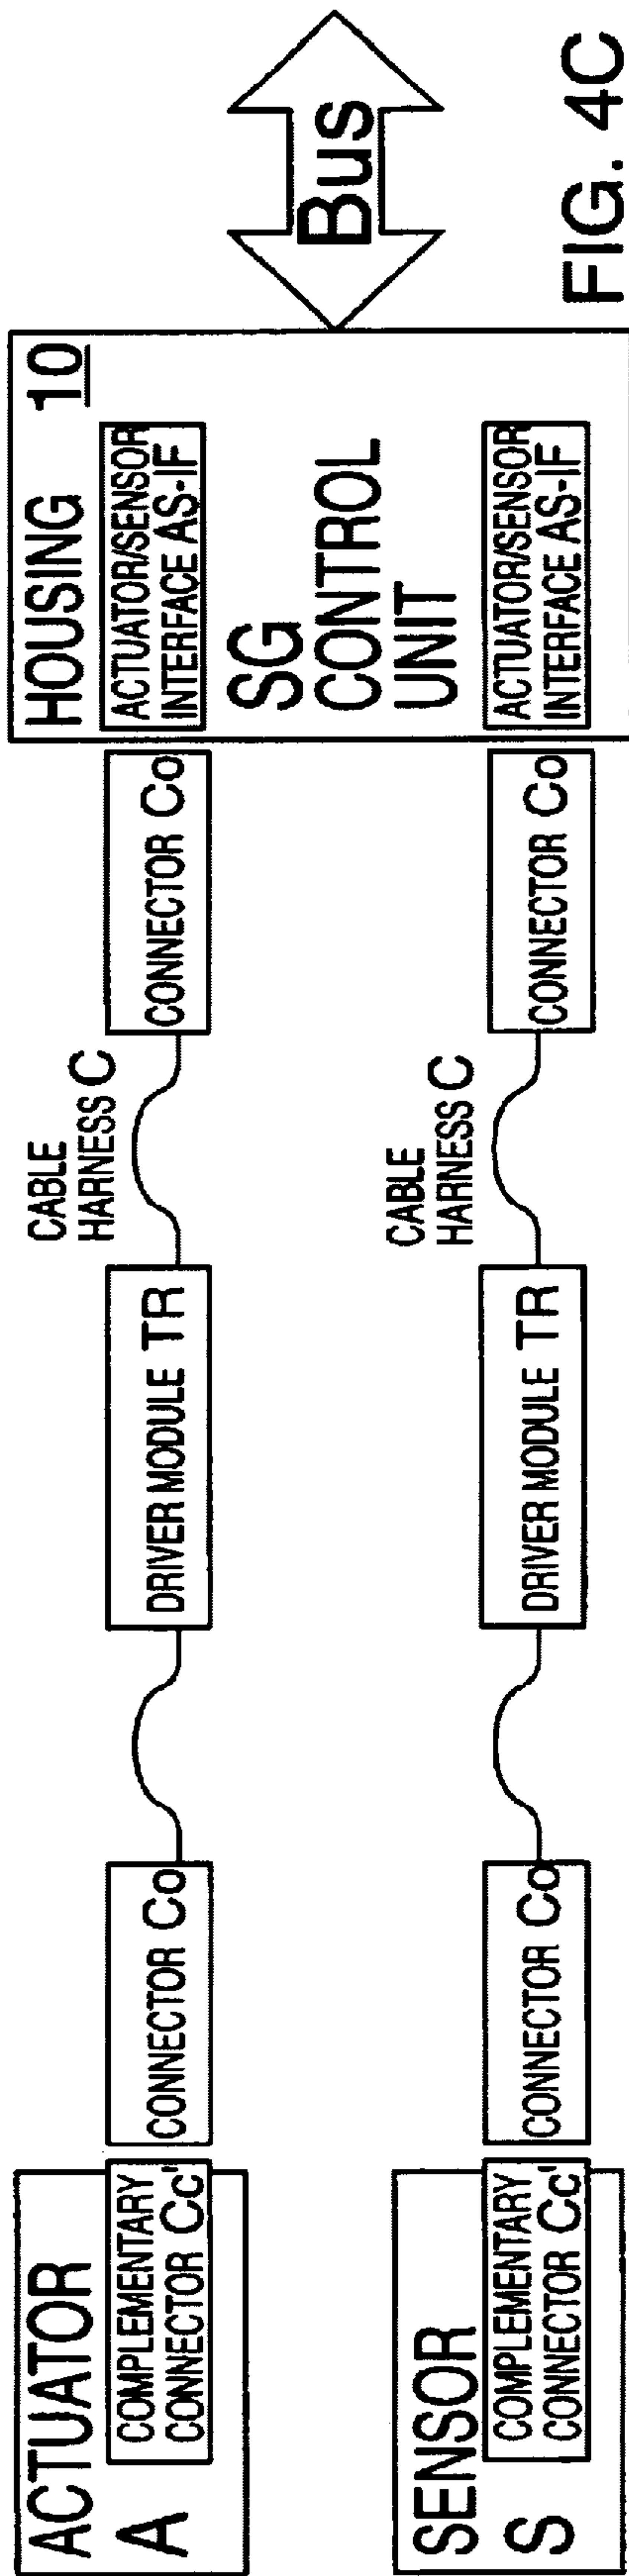 ACTUATOR
A
COMPLEMENTARY
CONNECTOR Cc'
CONNECTOR Co
DRIVER MODULE TR
CABLE
HARNESS C
CONNECTOR Co
HOUSING 10
ACTUATOR/SENSOR
INTERFACE AS-IF
SG
CONTROL
UNIT
ACTUATOR/SENSOR
INTERFACE AS-IF
Bus
SENSOR
S
COMPLEMENTARY
CONNECTOR Cc'
CONNECTOR Co
DRIVER MODULE TR
CABLE
HARNESS C
CONNECTOR Co
FIG. 4C